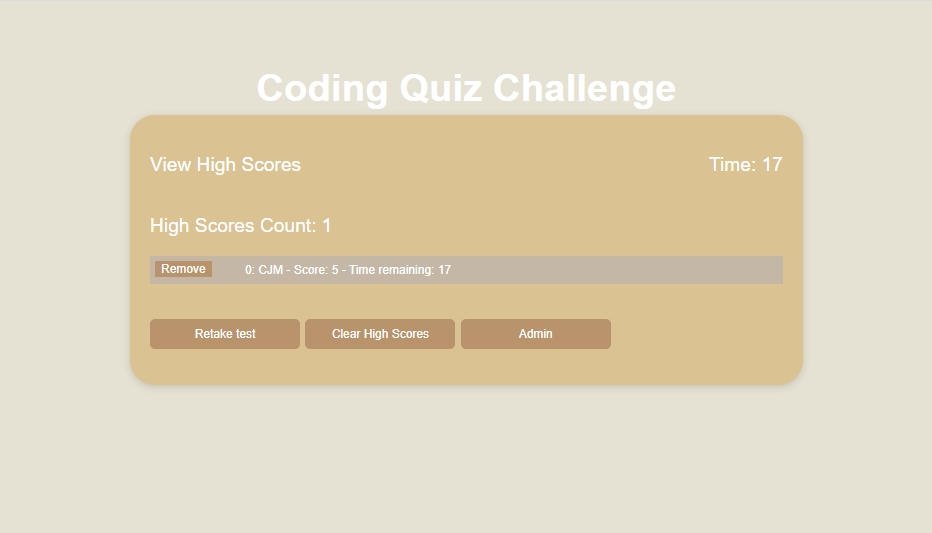 Coding Quiz Challenge
View High Scores Time: 17
High Scores Count: 1
Remove 0: CJM - Score: 5 - Time remaining: 17
Retake test Clear High Scores Admin